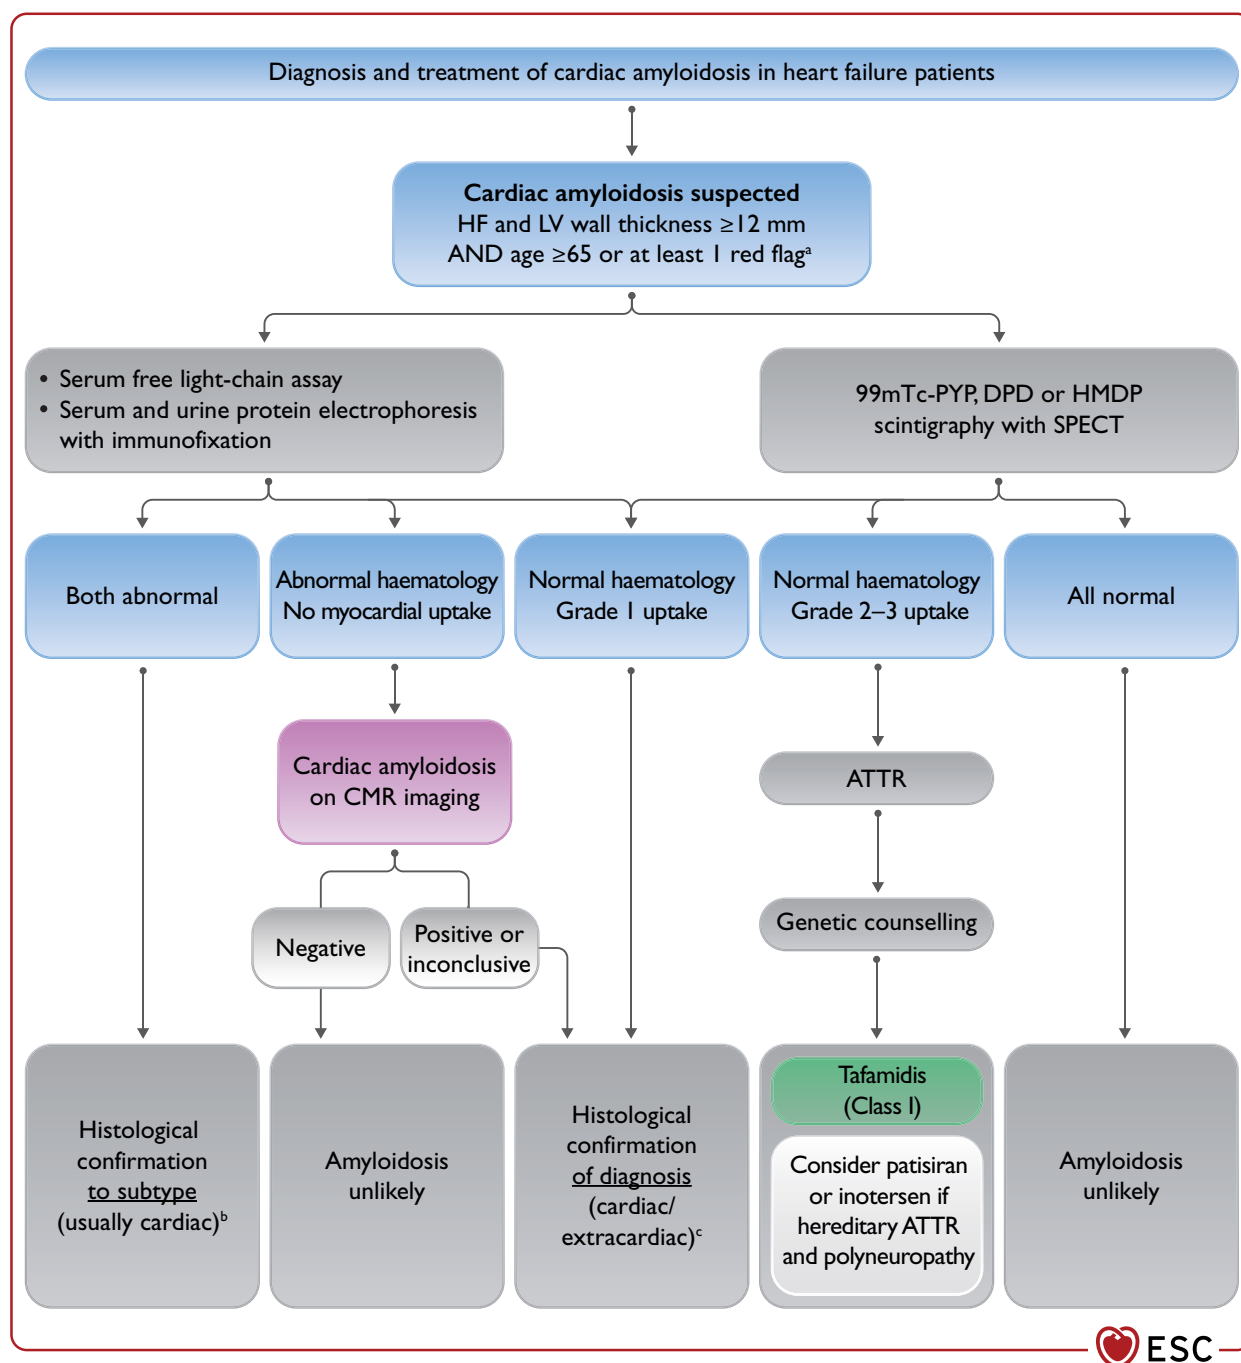 Diagnosis and treatment of cardiac amyloidosis in heart failure patients
Cardiac amyloidosis suspected
HF and LV wall thickness ≥12 mm
AND age ≥65 or at least 1 red flagᵃ
• Serum free light-chain assay
• Serum and urine protein electrophoresis
with immunofixation
99mTc-PYP, DPD or HMDP
scintigraphy with SPECT
Both abnormal
Abnormal haematology
No myocardial uptake
Normal haematology
Grade 1 uptake
Normal haematology
Grade 2–3 uptake
All normal
Cardiac amyloidosis
on CMR imaging
ATTR
Negative
Positive or
inconclusive
Genetic counselling
Histological
confirmation
to subtype
(usually cardiac)ᵇ
Amyloidosis
unlikely
Histological
confirmation
of diagnosis
(cardiac/
extracardiac)ᶜ
Tafamidis
(Class I)
Consider patisiran
or inotersen if
hereditary ATTR
and polyneuropathy
Amyloidosis
unlikely
ESC